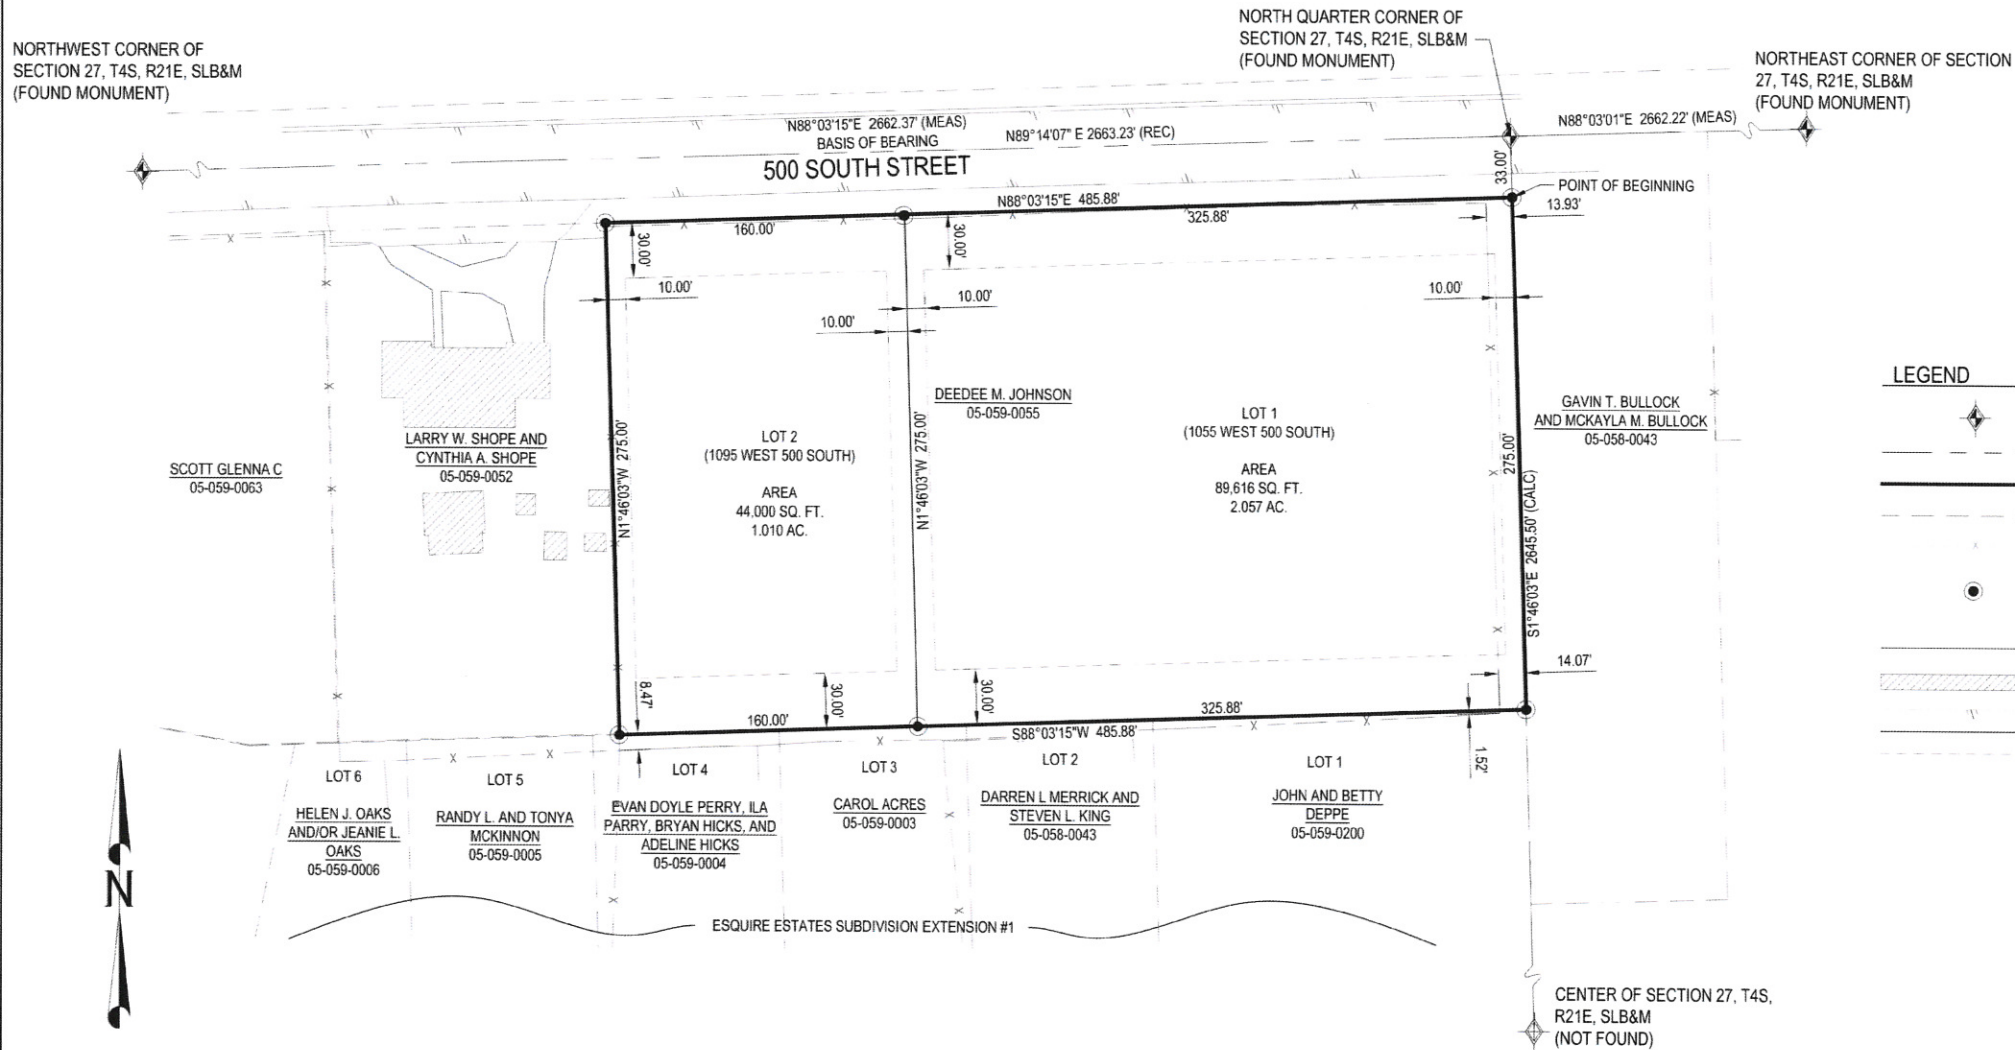 NORTHWEST CORNER OF
SECTION 27, T4S, R21E, SLB&M
(FOUND MONUMENT)
NORTH QUARTER CORNER OF
SECTION 27, T4S, R21E, SLB&M
(FOUND MONUMENT)
NORTHEAST CORNER OF SECTION
27, T4S, R21E, SLB&M
(FOUND MONUMENT)
N88°03'15"E 2662.37' (MEAS)
BASIS OF BEARING
N89°14'07" E 2663.23' (REC)
N88°03'01"E 2662.22' (MEAS)
500 SOUTH STREET
33.00'
POINT OF BEGINNING
N88°03'15"E 485.88'
13.93'
160.00'
325.88'
30.00'
30.00'
10.00'
10.00'
10.00'
10.00'
DEEDEE M. JOHNSON
05-059-0055
LOT 2
(1095 WEST 500 SOUTH)
AREA
44,000 SQ. FT.
1.010 AC.
LOT 1
(1055 WEST 500 SOUTH)
AREA
89,616 SQ. FT.
2.057 AC.
N1°46'03"W 275.00'
N1°46'03"W 275.00'
275.00'
S1°46'03"E 2645.50' (CALC)
SCOTT GLENNA C
05-059-0063
LARRY W. SHOPE AND
CYNTHIA A. SHOPE
05-059-0052
GAVIN T. BULLOCK
AND MCKAYLA M. BULLOCK
05-058-0043
LEGEND
14.07'
8.47'
30.00'
30.00'
160.00'
325.88'
S88°03'15"W 485.88'
1.52'
LOT 6
HELEN J. OAKS
AND/OR JEANIE L.
OAKS
05-059-0006
LOT 5
RANDY L. AND TONYA
MCKINNON
05-059-0005
LOT 4
EVAN DOYLE PERRY, ILA
PARRY, BRYAN HICKS, AND
ADELINE HICKS
05-059-0004
LOT 3
CAROL ACRES
05-059-0003
LOT 2
DARREN L MERRICK AND
STEVEN L. KING
05-058-0043
LOT 1
JOHN AND BETTY
DEPPE
05-059-0200
N
ESQUIRE ESTATES SUBDIVISION EXTENSION #1
CENTER OF SECTION 27, T4S,
R21E, SLB&M
(NOT FOUND)